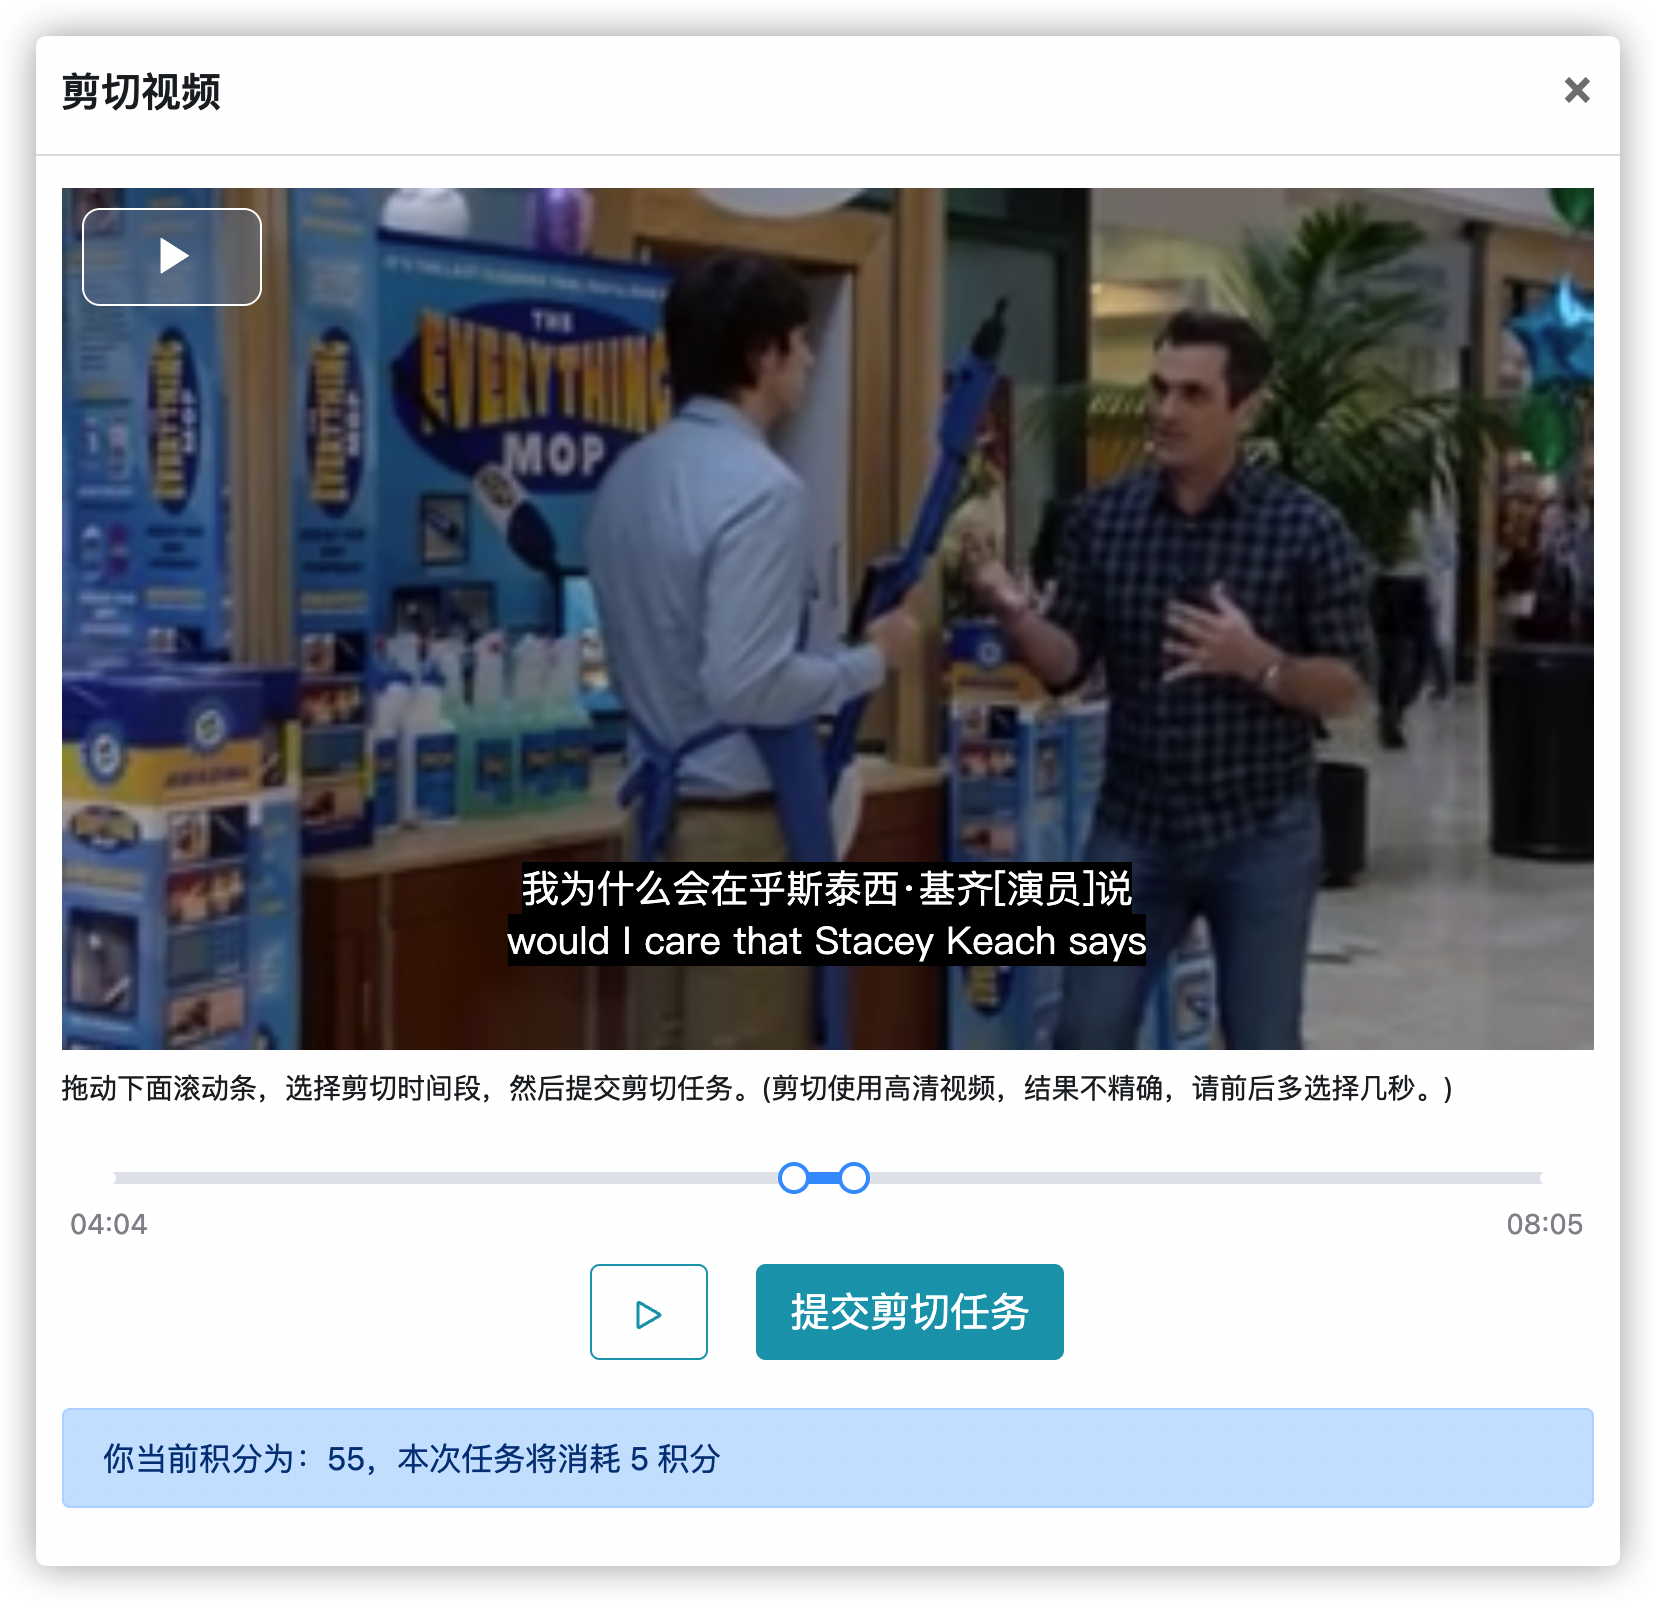 剪切视频
THE
EVERYTHING
MOP
EVERYTHING
EVERYTHING
我为什么会在乎斯泰西·基齐[演员]说
would I care that Stacey Keach says
拖动下面滚动条，选择剪切时间段，然后提交剪切任务。(剪切使用高清视频，结果不精确，请前后多选择几秒。)
04:04
08:05
提交剪切任务
你当前积分为：55，本次任务将消耗 5 积分